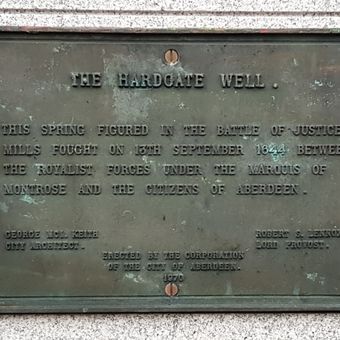 THE HARDGATE WELL.
THIS SPRING FIGURED IN THE BATTLE OF JUSTICE
MILLS FOUGHT ON 13TH SEPTEMBER 1644 BETWE
THE ROYALIST FORCES UNDER THE MARQUIS OF
MONTROSE AND THE CITIZENS OF ABERDEEN.
GEORGE MCI. KEITH
CITY ARCHITECT.
ROBERT S. LENNO
LORD PROVOST.
ERECTED BY THE CORPORATION
OF THE CITY OF ABERDEEN.
1970